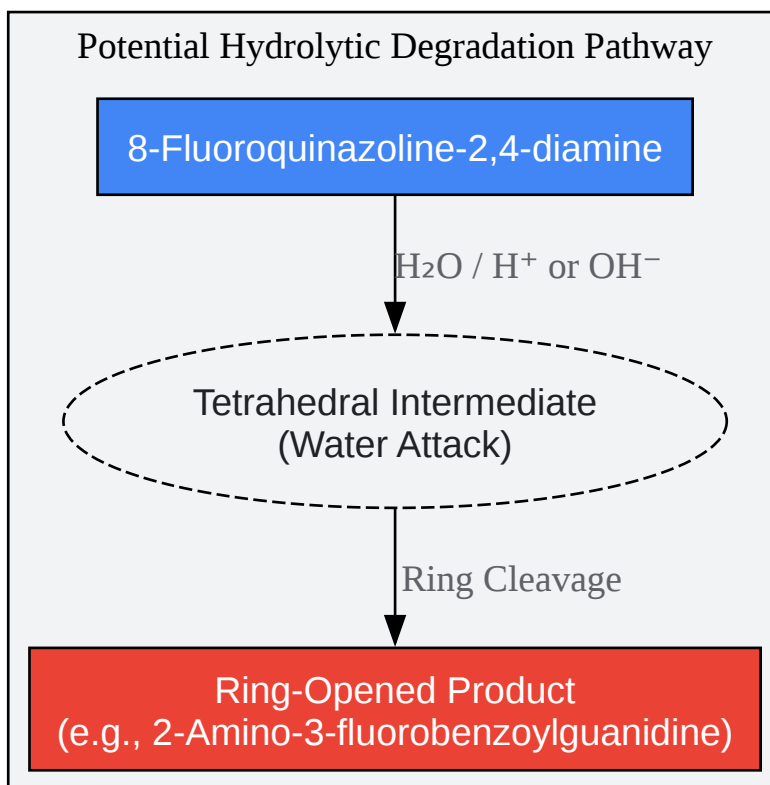 Potential Hydrolytic Degradation Pathway
8-Fluoroquinazoline-2,4-diamine
H₂O / H⁺ or OH⁻
Tetrahedral Intermediate
(Water Attack)
Ring Cleavage
Ring-Opened Product
(e.g., 2-Amino-3-fluorobenzoylguanidine)